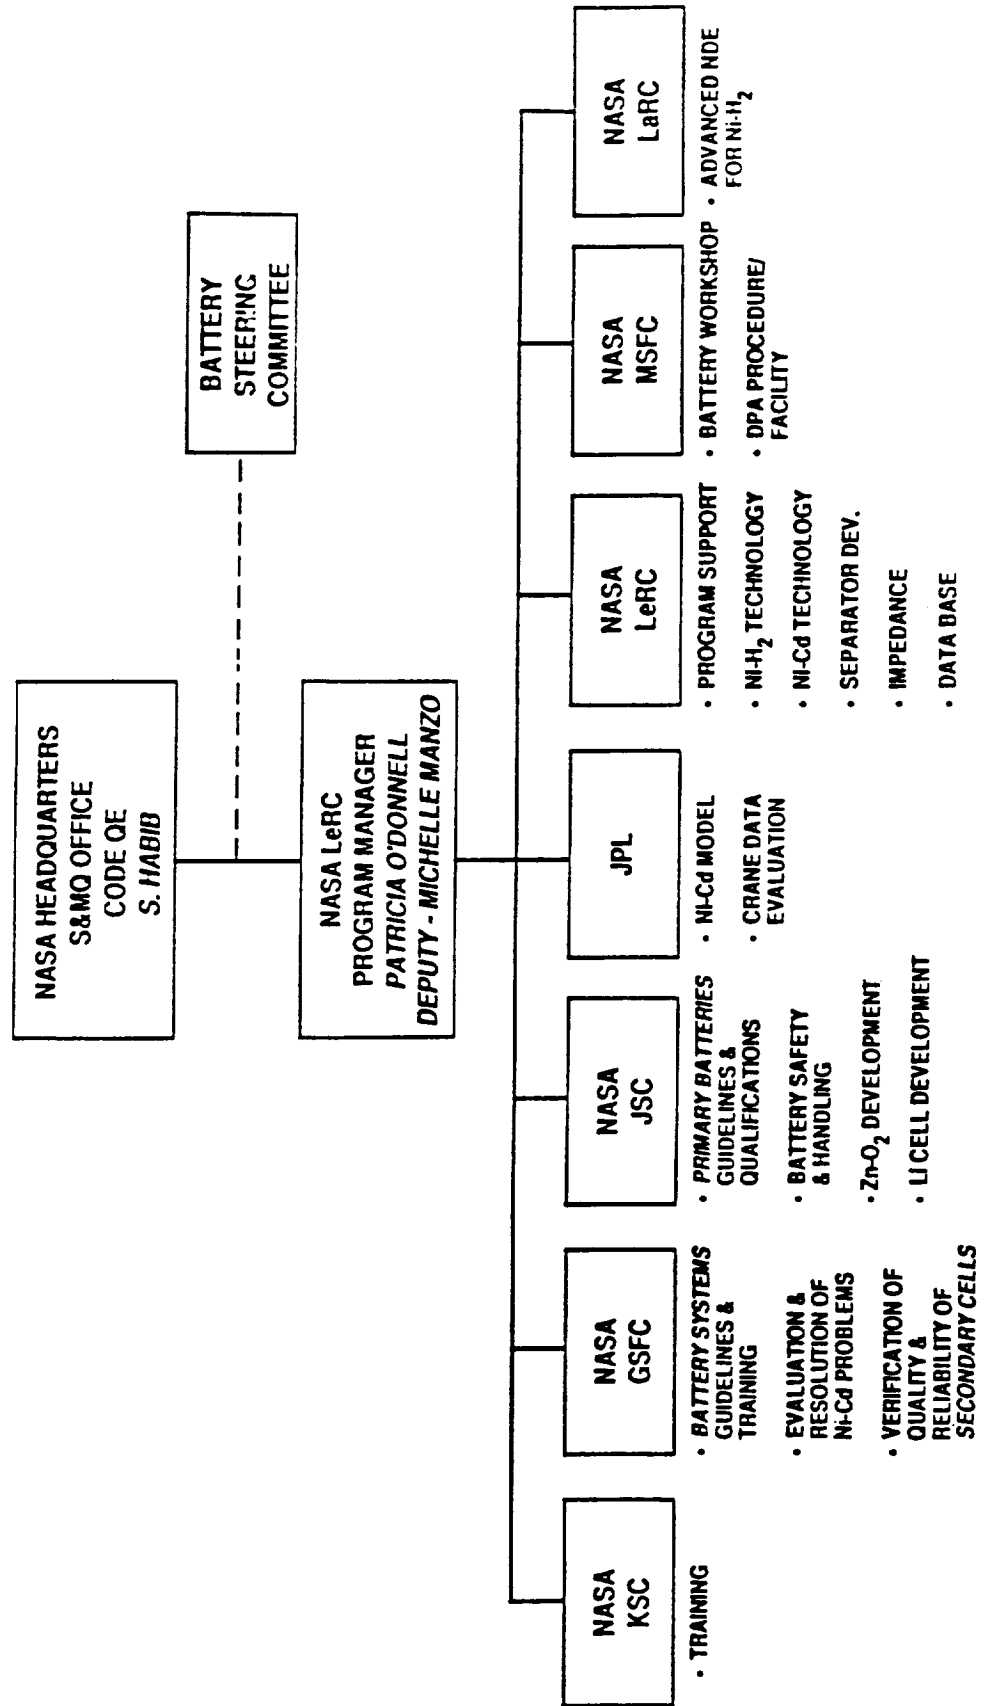 NASA HEADQUARTERS
S&MQ OFFICE
CODE QE
S. HABIB
BATTERY
STEERING
COMMITTEE
NASA LeRC
PROGRAM MANAGER
PATRICIA O'DONNELL
DEPUTY - MICHELLE MANZO
NASA
KSC
• TRAINING
NASA
GSFC
• BATTERY SYSTEMS
GUIDELINES &
TRAINING
• EVALUATION &
RESOLUTION OF
Ni-Cd PROBLEMS
• VERIFICATION OF
QUALITY &
RELIABILITY OF
SECONDARY CELLS
NASA
JSC
• PRIMARY BATTERIES
GUIDELINES &
QUALIFICATIONS
• BATTERY SAFETY
& HANDLING
• Zn-O₂ DEVELOPMENT
• LI CELL DEVELOPMENT
JPL
• Ni-Cd MODEL
• CRANE DATA
EVALUATION
NASA
LeRC
• PROGRAM SUPPORT
• NI-H₂ TECHNOLOGY
• NI-Cd TECHNOLOGY
• SEPARATOR DEV.
• IMPEDANCE
• DATA BASE
NASA
MSFC
• BATTERY WORKSHOP
• DPA PROCEDURE/
FACILITY
NASA
LaRC
• ADVANCED NDE
FOR Ni-H₂